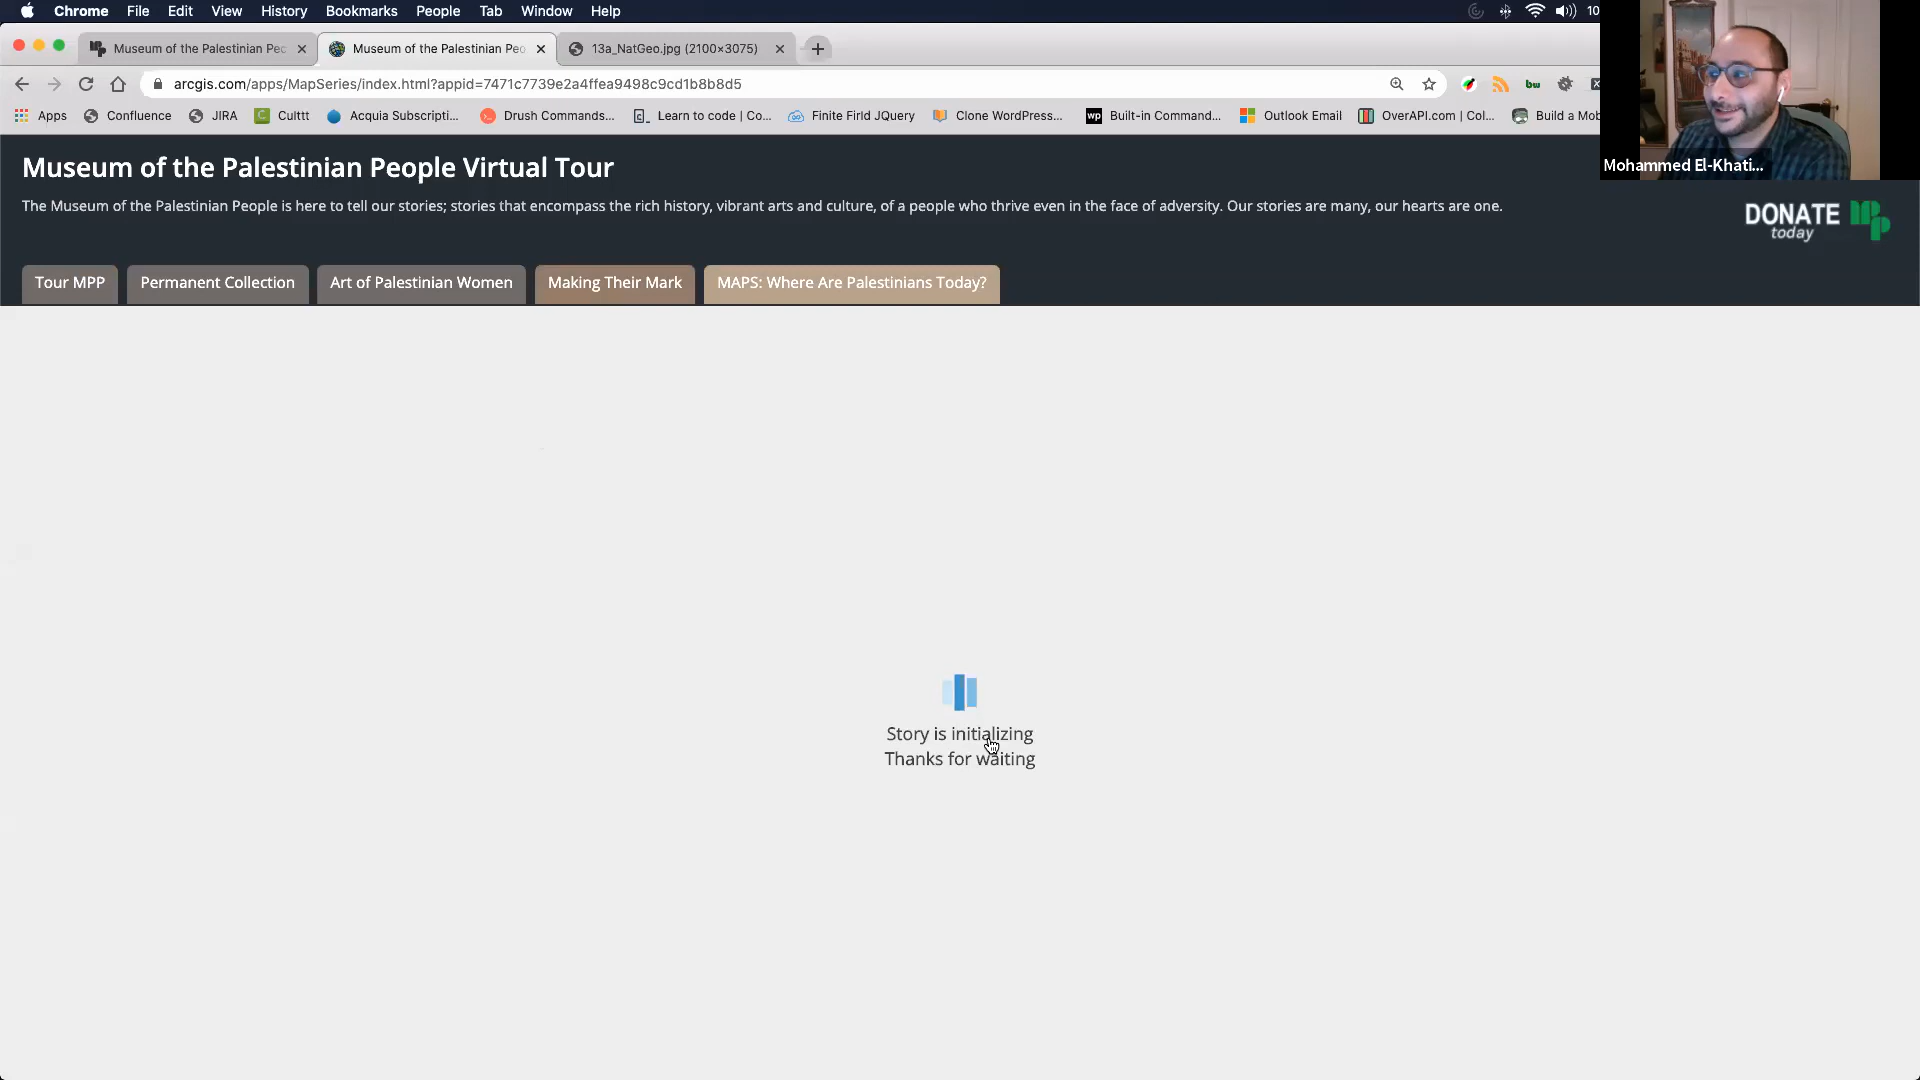 Chrome File Edit View History Bookmarks People Tab Window Help 10
Museum of the Palestinian Pec
Museum of the Palestinian Peo
13a_NatGeo.jpg (2100×3075)
arcgis.com/apps/MapSeries/index.html?appid=7471c7739e2a4ffea9498c9cd1b8b8d5
bw
Apps Confluence JIRA Culttt Acquia Subscripti... Drush Commands... Learn to code | Co... Finite Firld JQuery Clone WordPress... wp Built-in Command... Outlook Email OverAPI.com | Col... Build a Mo
Mohammed El-Khati...
Museum of the Palestinian People Virtual Tour
The Museum of the Palestinian People is here to tell our stories; stories that encompass the rich history, vibrant arts and culture, of a people who thrive even in the face of adversity. Our stories are many, our hearts are one.
DONATE
today
Tour MPP
Permanent Collection
Art of Palestinian Women
Making Their Mark
MAPS: Where Are Palestinians Today?
Story is initializing
Thanks for waiting